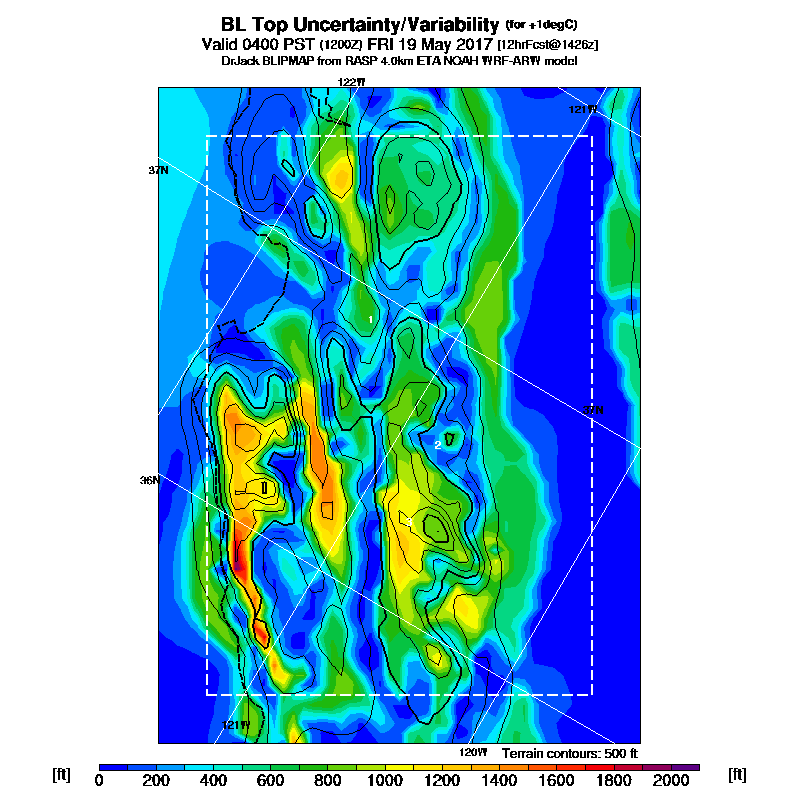 BL Top Uncertainty/Variability (for +1degC)
Valid 0400 PST (1200Z) FRI 19 May 2017 [12hrFcst@1426z]
DrJack BLIPMAP from RASP 4.0km ETA NOAH WRF-ARW model
122W
121W
37N
1
37N
2
36N
3
121W
120W
Terrain contours: 500 ft
[ft] 0 200 400 600 800 1000 1200 1400 1600 1800 2000 [ft]